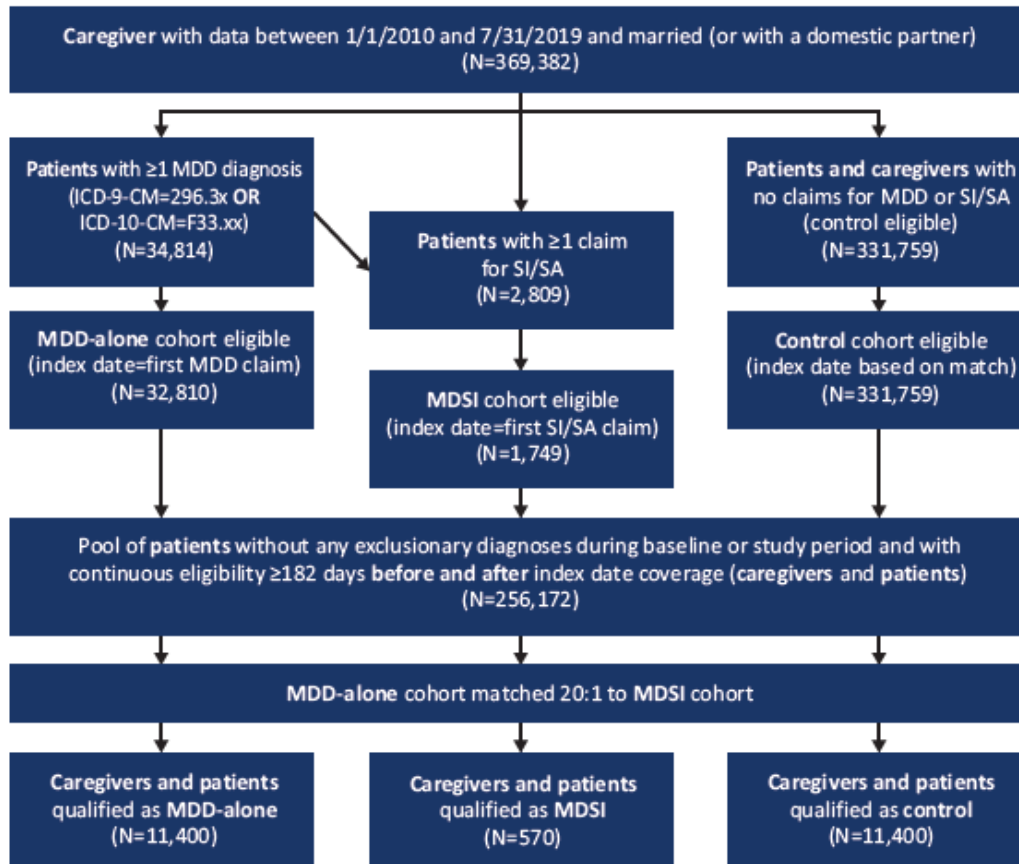 Caregiver with data between 1/1/2010 and 7/31/2019 and married (or with a domestic partner)
(N=369,382)
Patients with ≥1 MDD diagnosis
(ICD-9-CM=296.3x OR
ICD-10-CM=F33.xx)
(N=34,814)
Patients with ≥1 claim
for SI/SA
(N=2,809)
Patients and caregivers with
no claims for MDD or SI/SA
(control eligible)
(N=331,759)
MDD-alone cohort eligible
(index date=first MDD claim)
(N=32,810)
MDSI cohort eligible
(index date=first SI/SA claim)
(N=1,749)
Control cohort eligible
(index date based on match)
(N=331,759)
Pool of patients without any exclusionary diagnoses during baseline or study period and with
continuous eligibility ≥182 days before and after index date coverage (caregivers and patients)
(N=256,172)
MDD-alone cohort matched 20:1 to MDSI cohort
Caregivers and patients
qualified as MDD-alone
(N=11,400)
Caregivers and patients
qualified as MDSI
(N=570)
Caregivers and patients
qualified as control
(N=11,400)